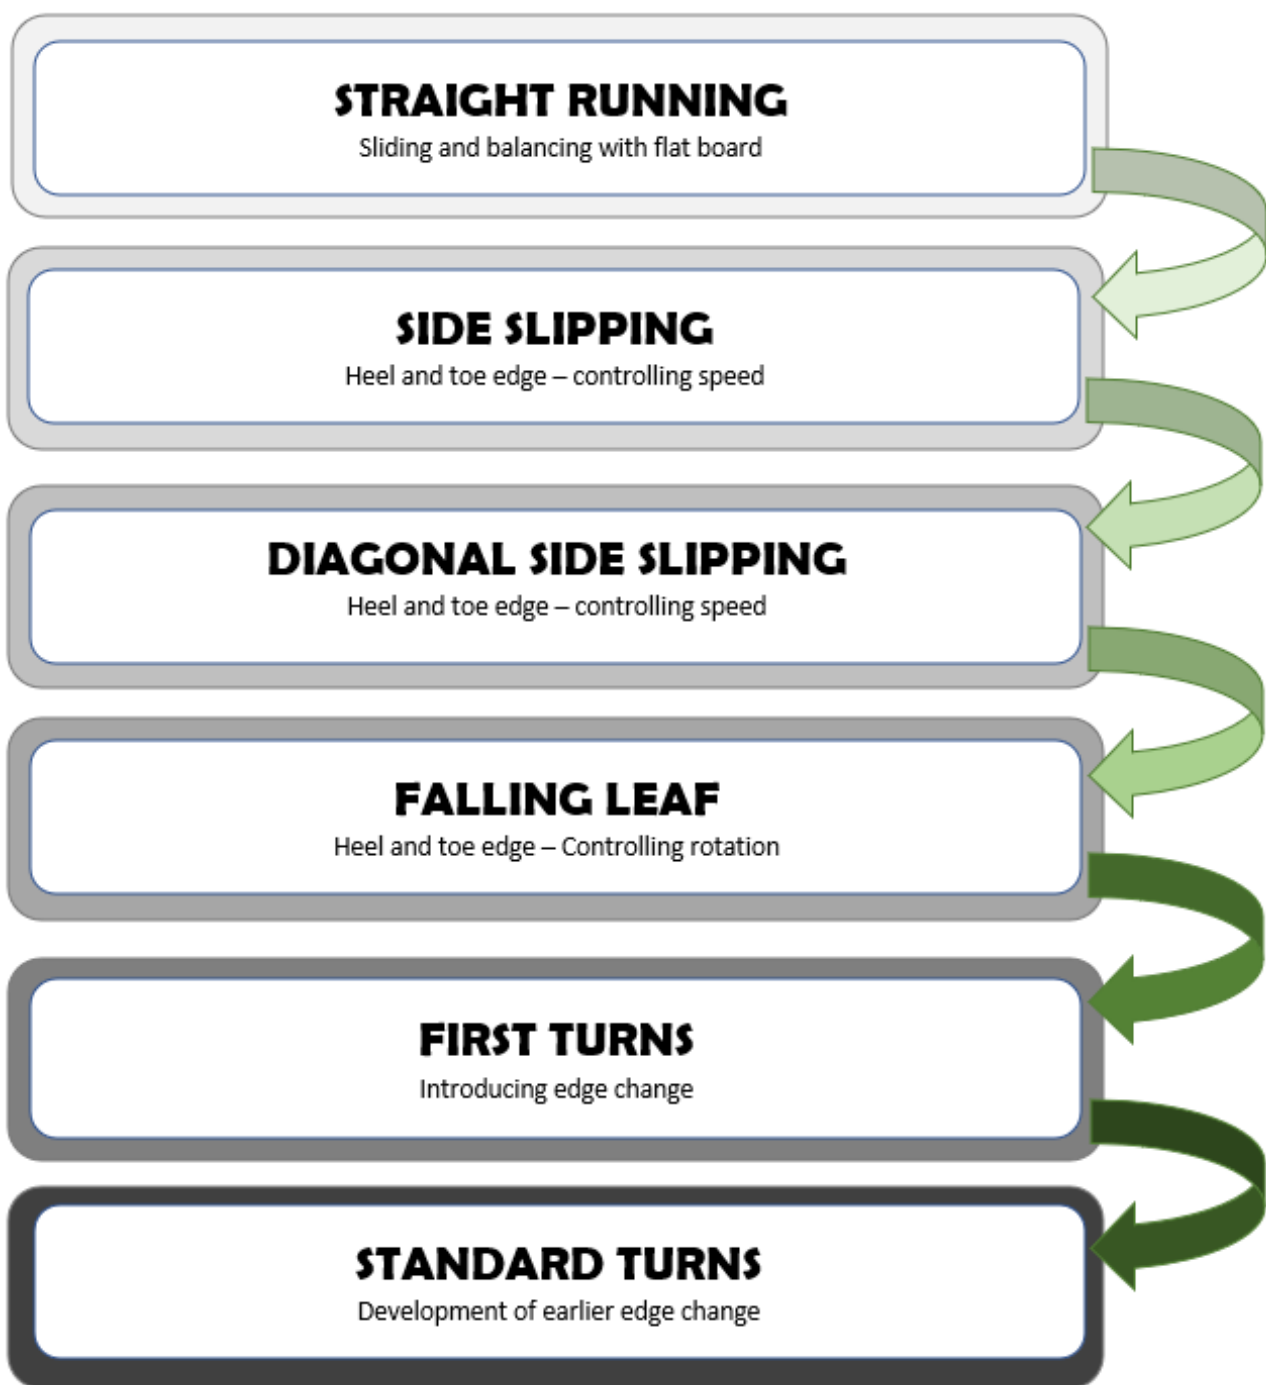 STRAIGHT RUNNING
Sliding and balancing with flat board
SIDE SLIPPING
Heel and toe edge – controlling speed
DIAGONAL SIDE SLIPPING
Heel and toe edge – controlling speed
FALLING LEAF
Heel and toe edge – Controlling rotation
FIRST TURNS
Introducing edge change
STANDARD TURNS
Development of earlier edge change